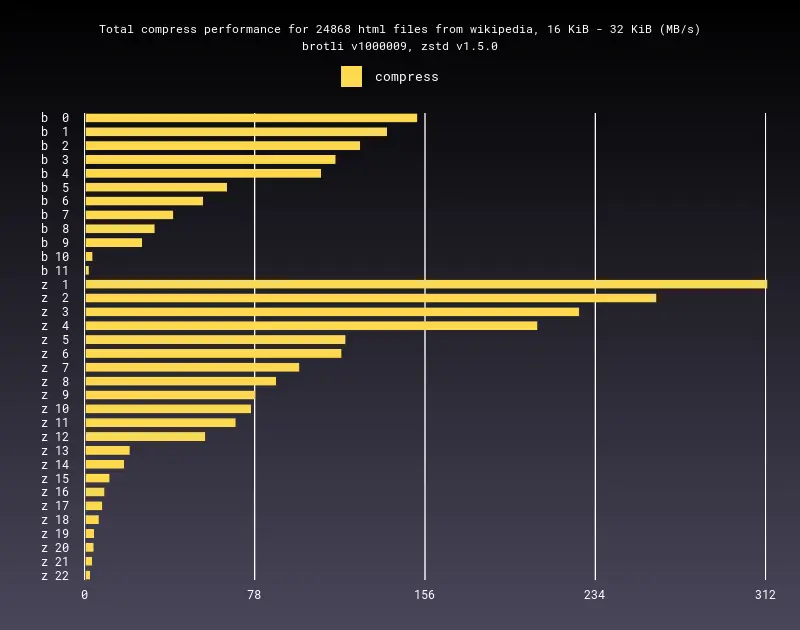 Total compress performance for 24868 html files from wikipedia, 16 KiB - 32 KiB (MB/s)
brotli v1000009, zstd v1.5.0
compress
b 0
b 1
b 2
b 3
b 4
b 5
b 6
b 7
b 8
b 9
b 10
b 11
z 1
z 2
z 3
z 4
z 5
z 6
z 7
z 8
z 9
z 10
z 11
z 12
z 13
z 14
z 15
z 16
z 17
z 18
z 19
z 20
z 21
z 22
0 78 156 234 312